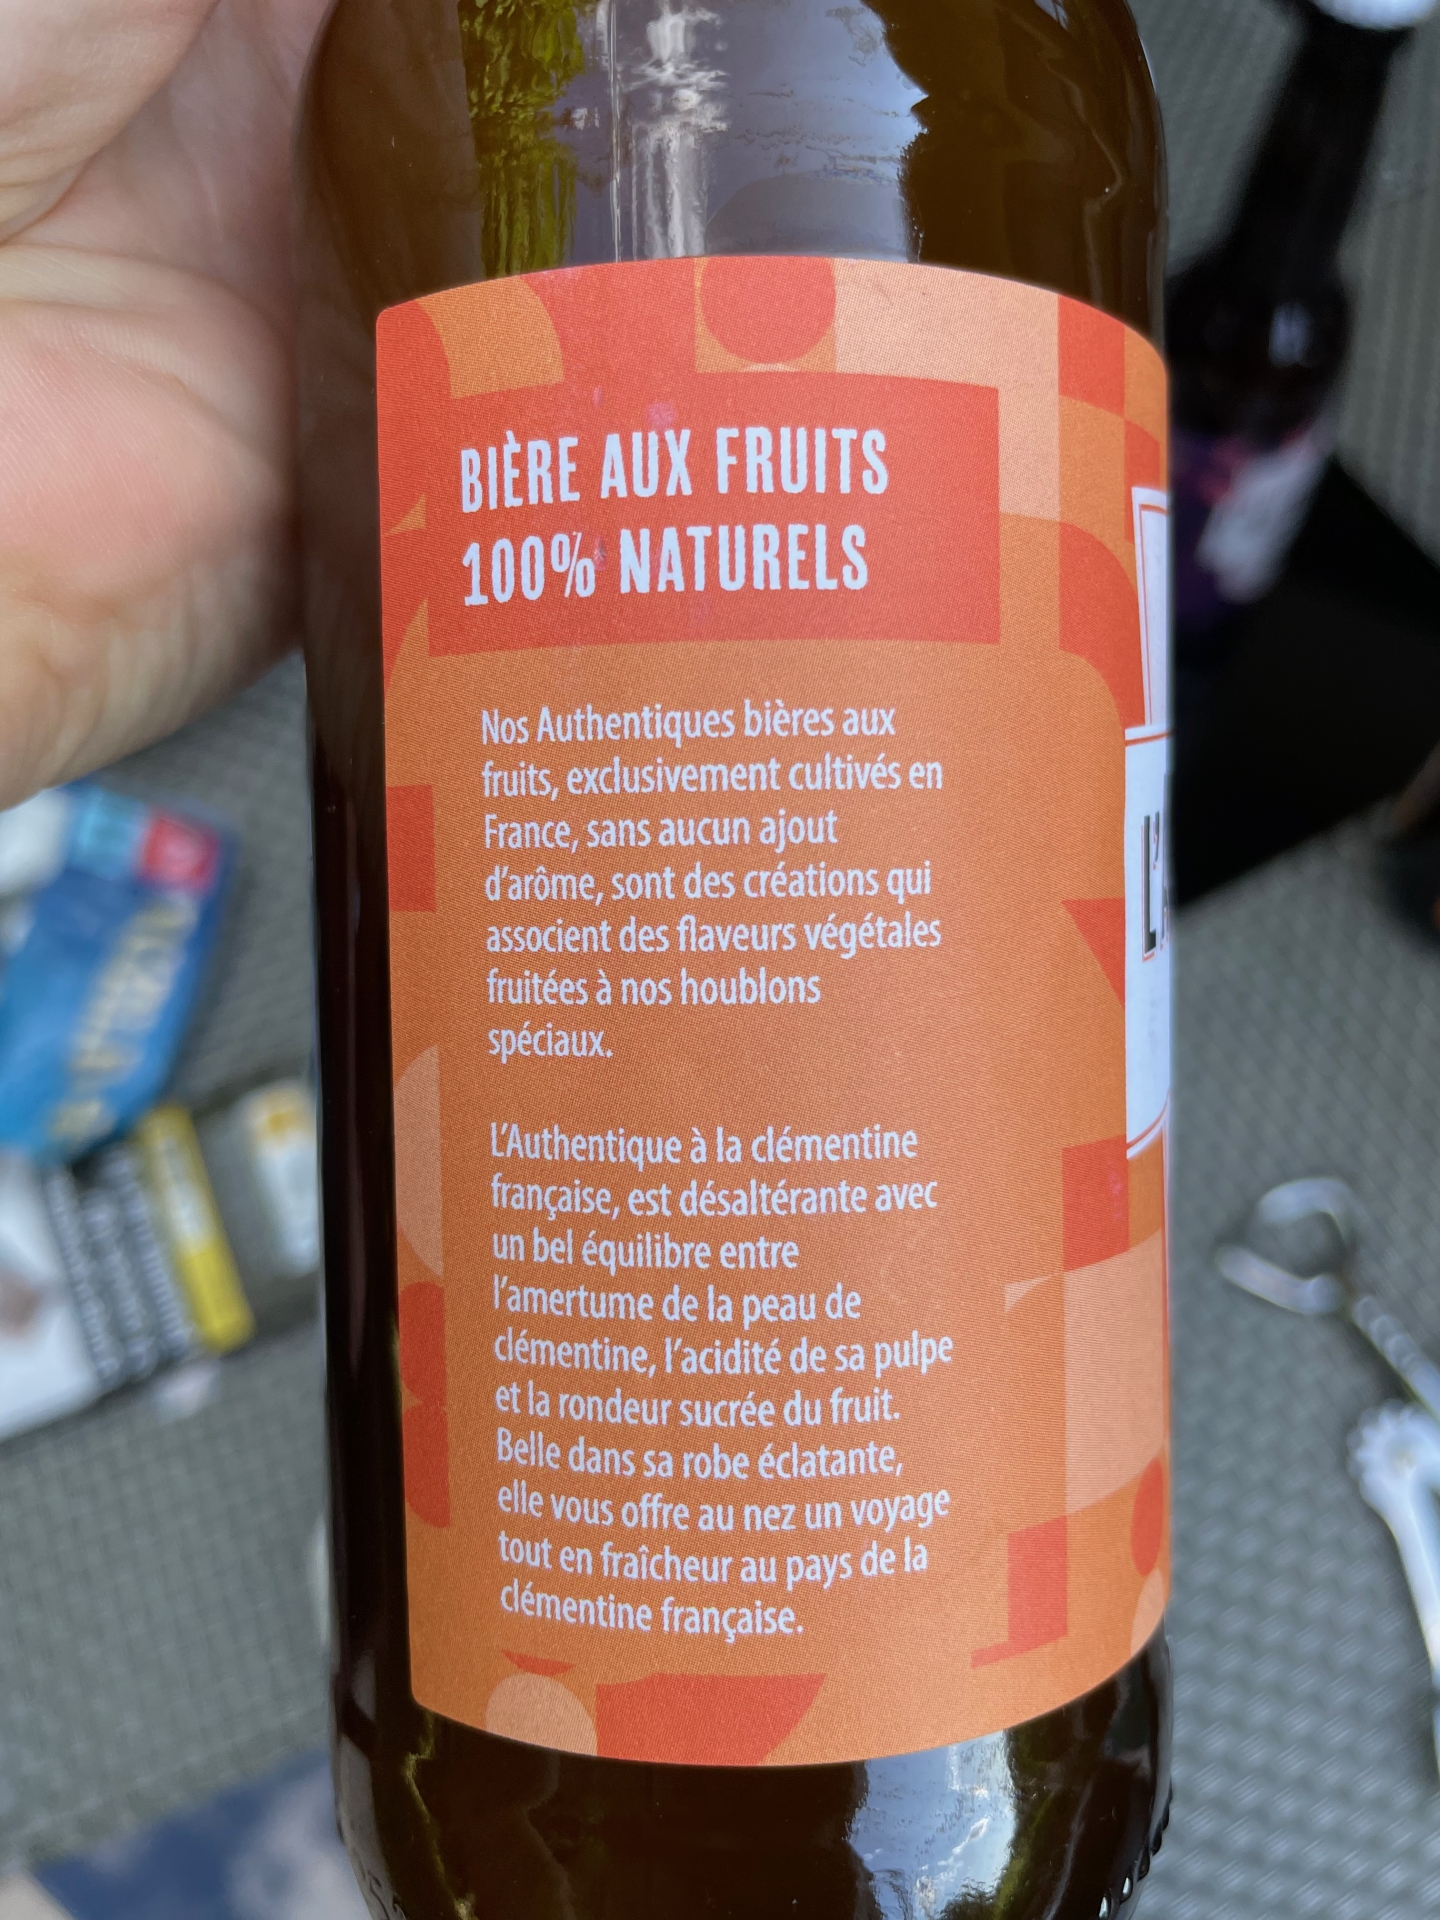 BIÈRE AUX FRUITS
100% NATURELS
Nos Authentiques bières aux
fruits, exclusivement cultivés en
France, sans aucun ajout
d'arôme, sont des créations qui
associent des flaveurs végétales
fruitées à nos houblons
spéciaux.
L'Authentique à la clémentine
française, est désaltérante avec
un bel équilibre entre
l'amertume de la peau de
clémentine, l'acidité de sa pulpe
et la rondeur sucrée du fruit.
Belle dans sa robe éclatante,
elle vous offre au nez un voyage
tout en fraîcheur au pays de la
clémentine française.